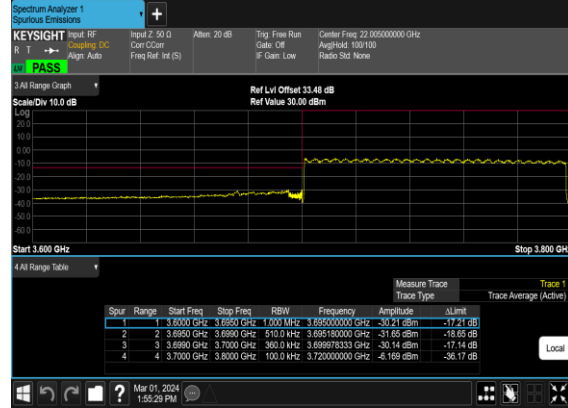 Spectrum Analyzer 1
Spurious Emissions
+
KEYSIGHT Input: RF Input Z: 50 Ω Atten: 20 dB Trig: Free Run Center Freq: 22.005000000 GHz
R T Coupling: DC Corr CCorr Gate: Off Avg|Hold: 100/100
Align: Auto Freq Ref: Int (S) IF Gain: Low Radio Std: None
PASS
3 All Range Graph
Ref Lvl Offset 33.48 dB
Scale/Div 10.0 dB Ref Value 30.00 dBm
Log
20.0
10.0
0.00
-10.0
-20.0
-30.0
-40.0
-50.0
-60.0
Start 3.600 GHz Stop 3.800 GH
4 All Range Table
Measure Trace Trace 1
Trace Type Trace Average (Active)
Spur Range Start Freq Stop Freq RBW Frequency Amplitude ΔLimit
1 1 3.6000 GHz 3.6950 GHz 1.000 MHz 3.695000000 GHz -30.21 dBm -17.21 dB
2 2 3.6950 GHz 3.6990 GHz 510.0 kHz 3.695180000 GHz -31.65 dBm -18.65 dB
3 3 3.6990 GHz 3.7000 GHz 360.0 kHz 3.699978333 GHz -30.14 dBm -17.14 dB
4 4 3.7000 GHz 3.8000 GHz 100.0 kHz 3.720000000 GHz -6.169 dBm -36.17 dB
Local
? Mar 01, 2024
1:55:29 PM